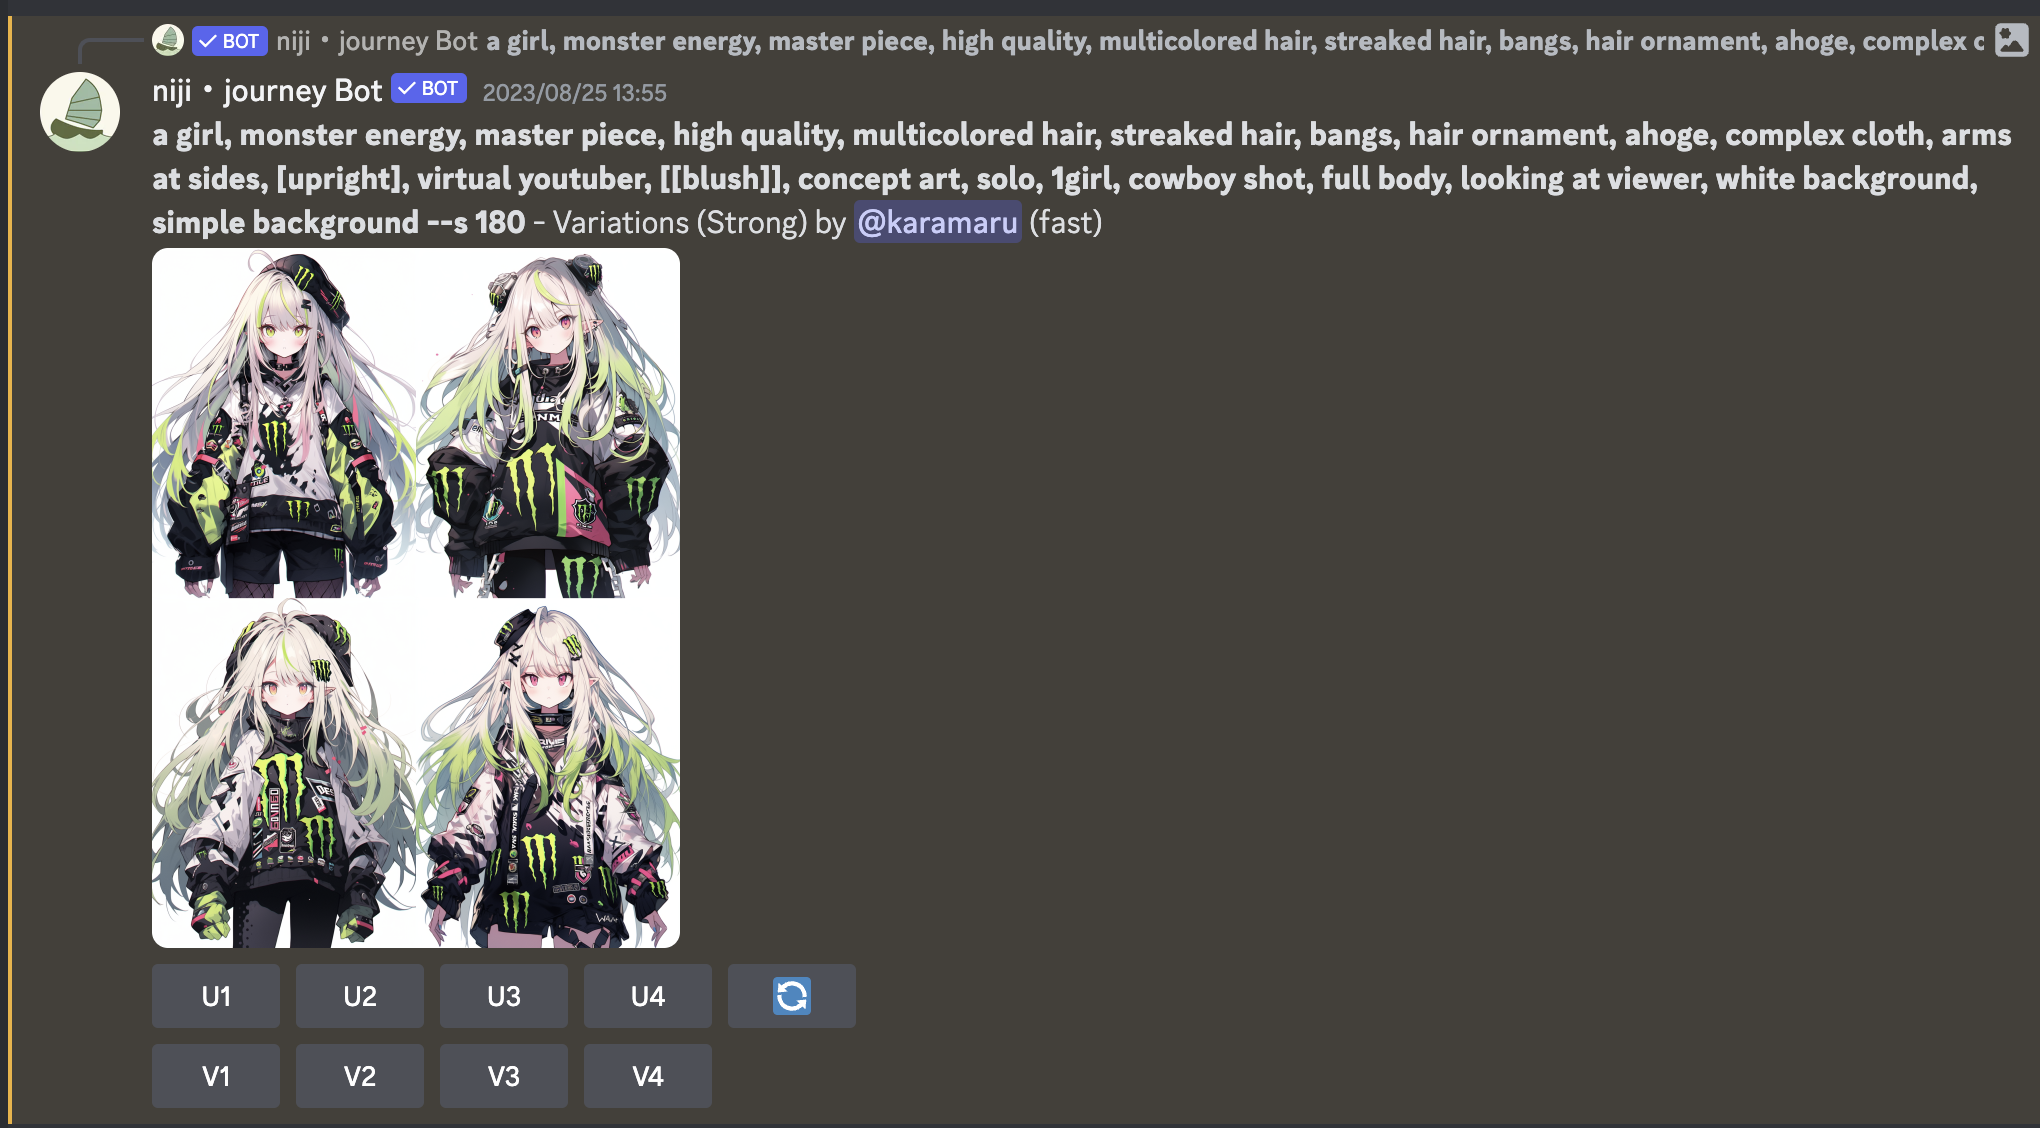 BOT niji • journey Bot a girl, monster energy, master piece, high quality, multicolored hair, streaked hair, bangs, hair ornament, ahoge, complex c
niji • journey Bot BOT 2023/08/25 13:55
a girl, monster energy, master piece, high quality, multicolored hair, streaked hair, bangs, hair ornament, ahoge, complex cloth, arms
at sides, [upright], virtual youtuber, [[blush]], concept art, solo, 1girl, cowboy shot, full body, looking at viewer, white background,
simple background --s 180 - Variations (Strong) by @karamaru (fast)
U1 U2 U3 U4
V1 V2 V3 V4